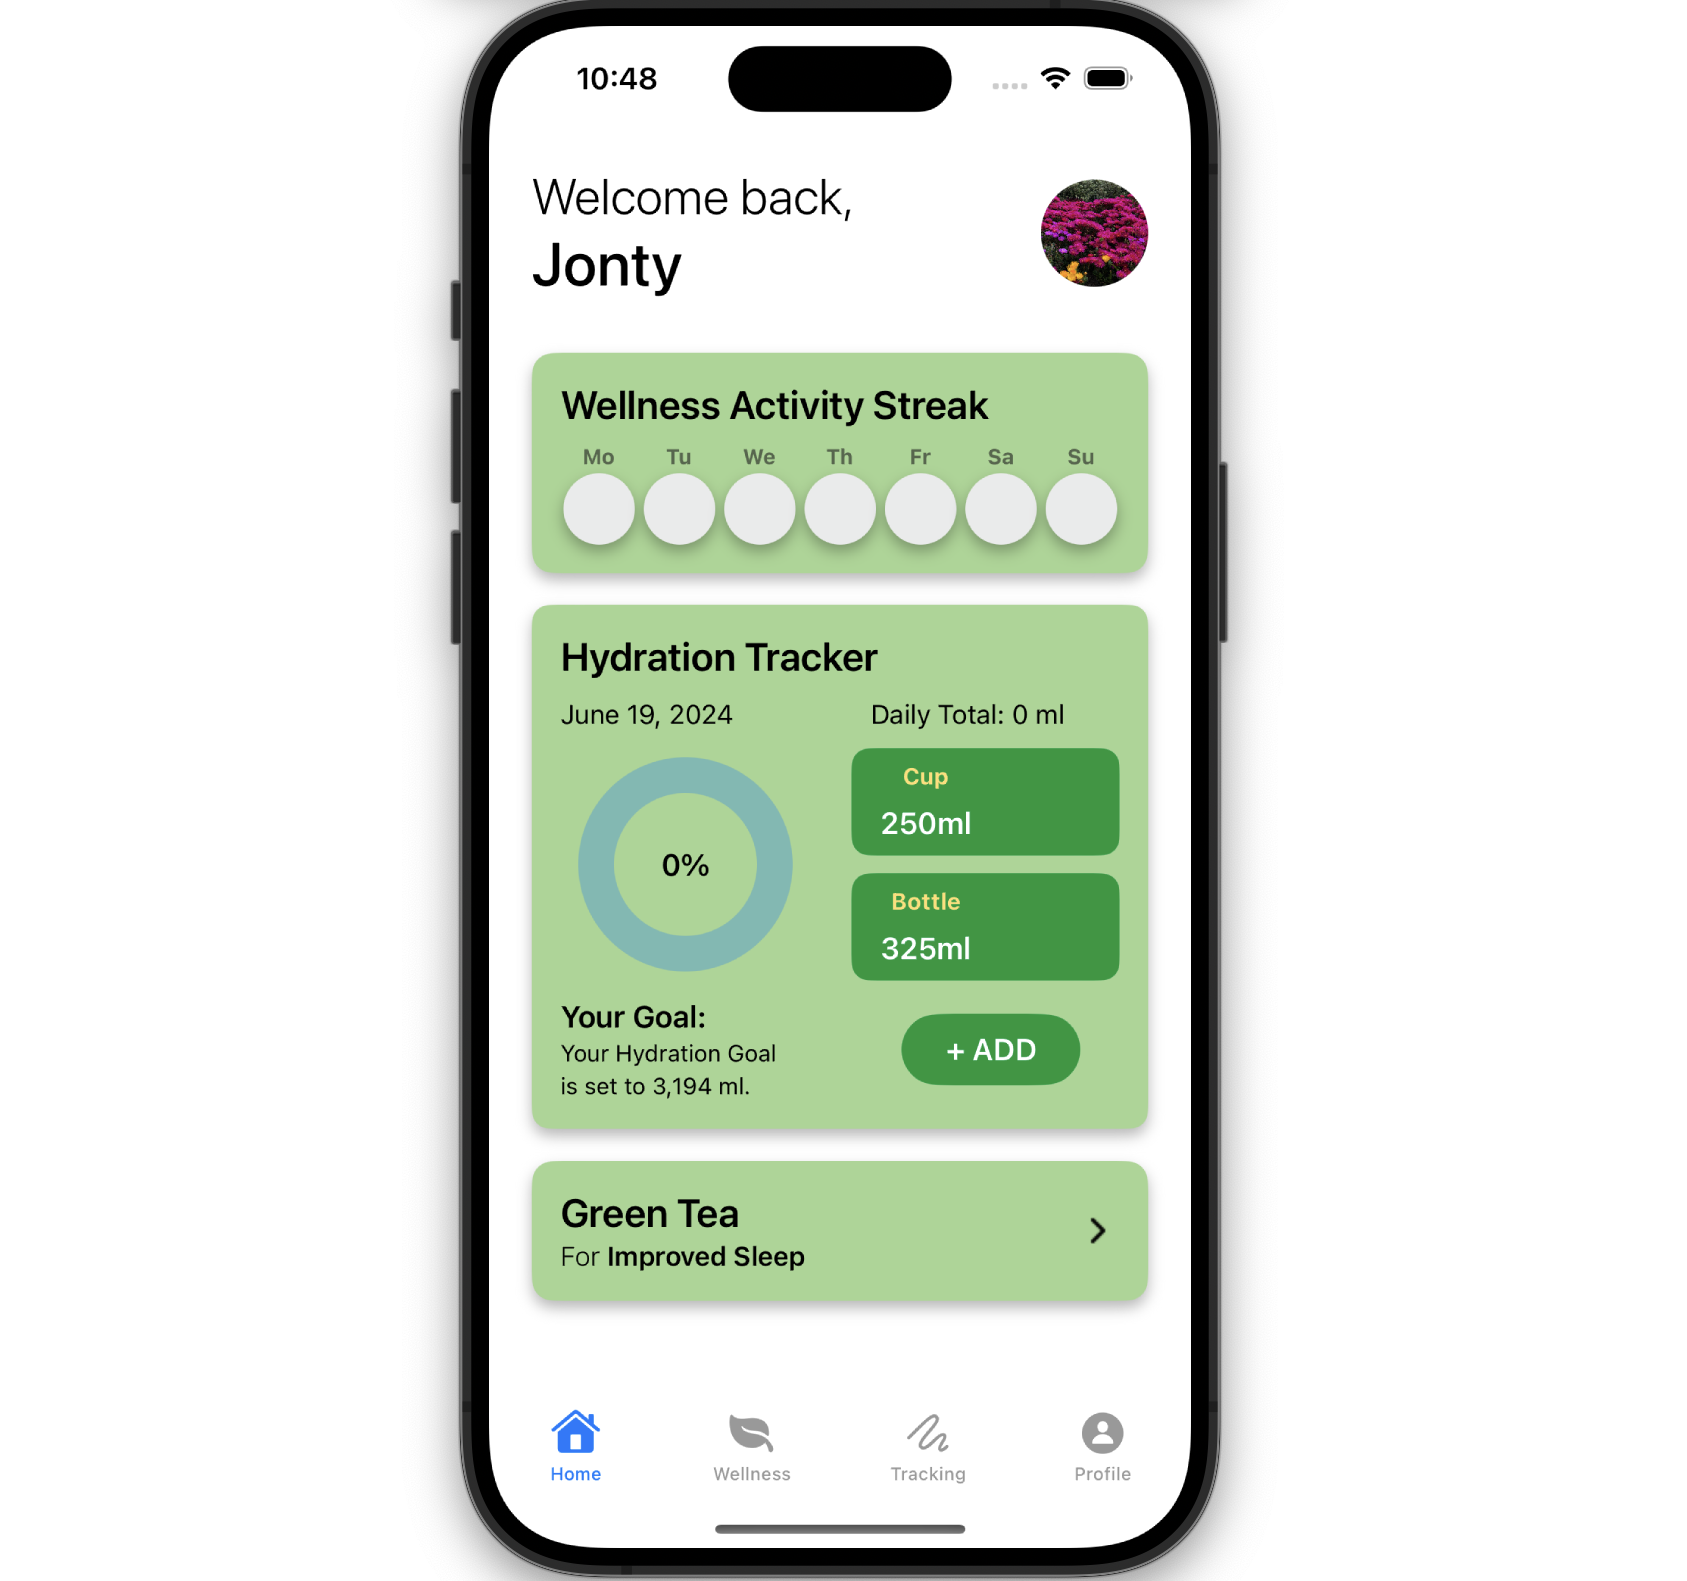 10:48
Welcome back,
Jonty
Wellness Activity Streak
Mo Tu We Th Fr Sa Su
Hydration Tracker
June 19, 2024
Daily Total: 0 ml
0%
Cup
250ml
Bottle
325ml
Your Goal:
Your Hydration Goal
is set to 3,194 ml.
+ ADD
Green Tea
For Improved Sleep
Home Wellness Tracking Profile